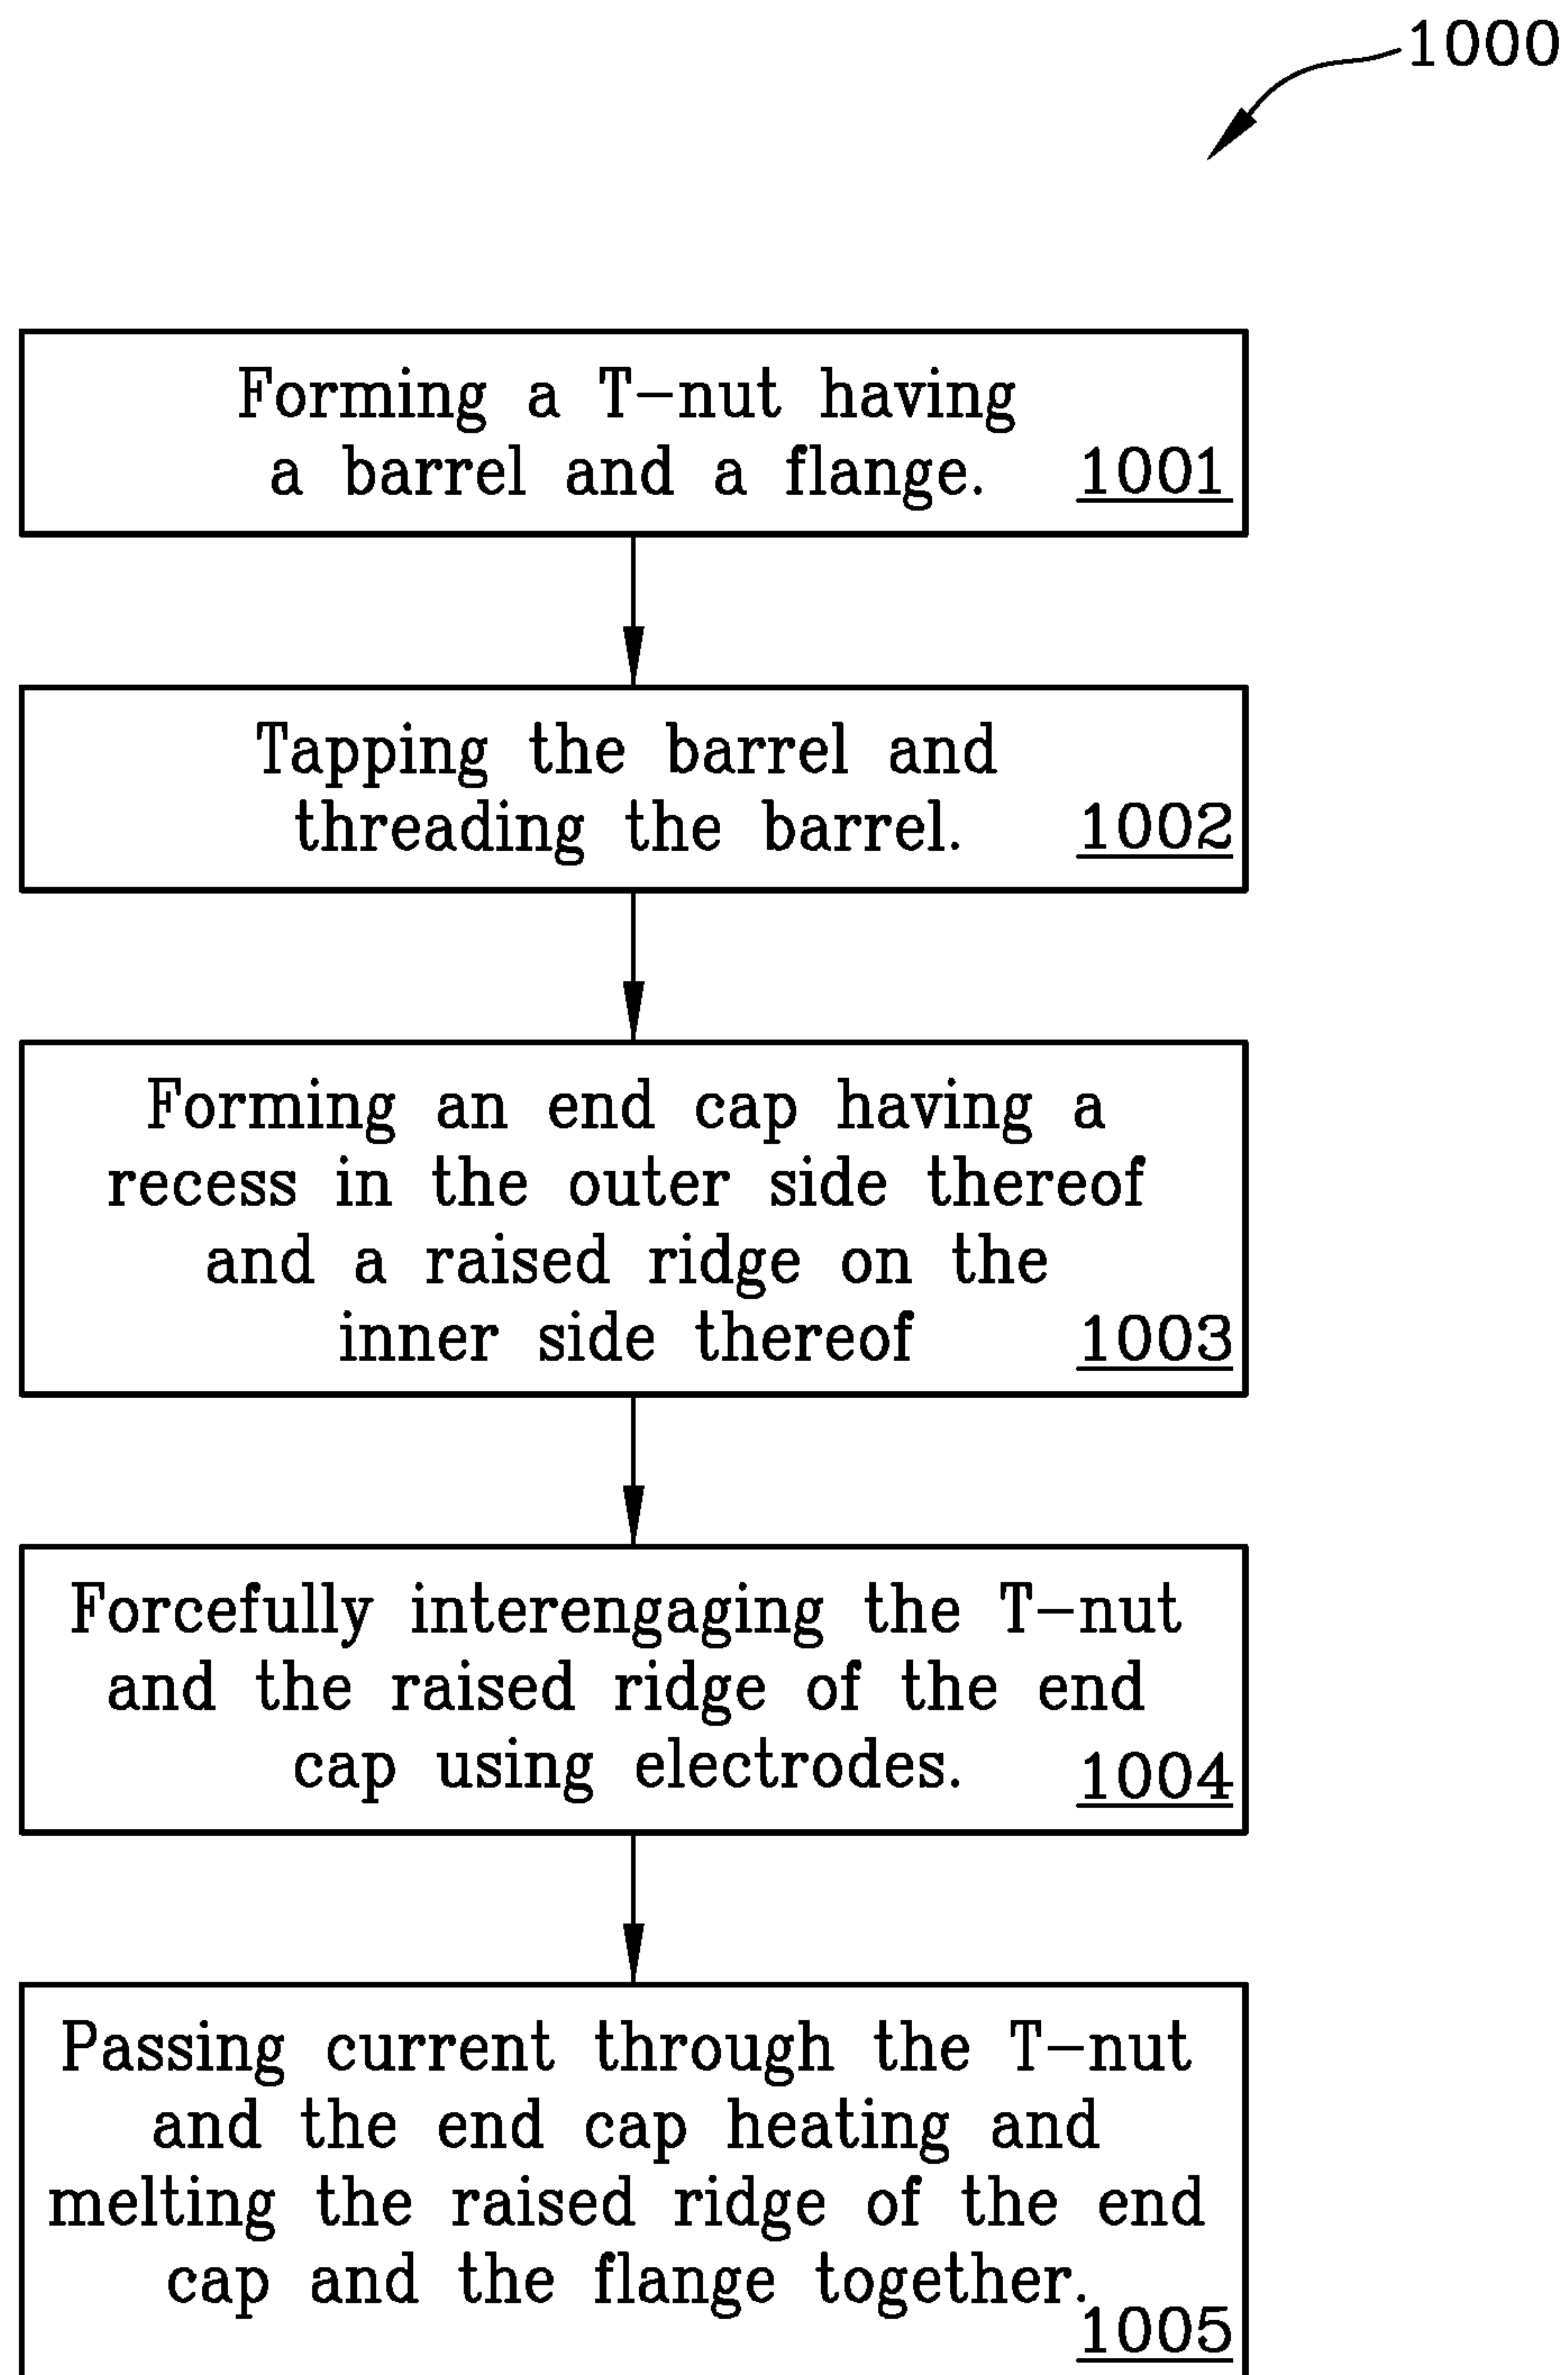 1000
Forming a T-nut having
a barrel and a flange. 1001
Tapping the barrel and
threading the barrel. 1002
Forming an end cap having a
recess in the outer side thereof
and a raised ridge on the
inner side thereof 1003
Forcefully interengaging the T-nut
and the raised ridge of the end
cap using electrodes. 1004
Passing current through the T-nut
and the end cap heating and
melting the raised ridge of the end
cap and the flange together.
1005